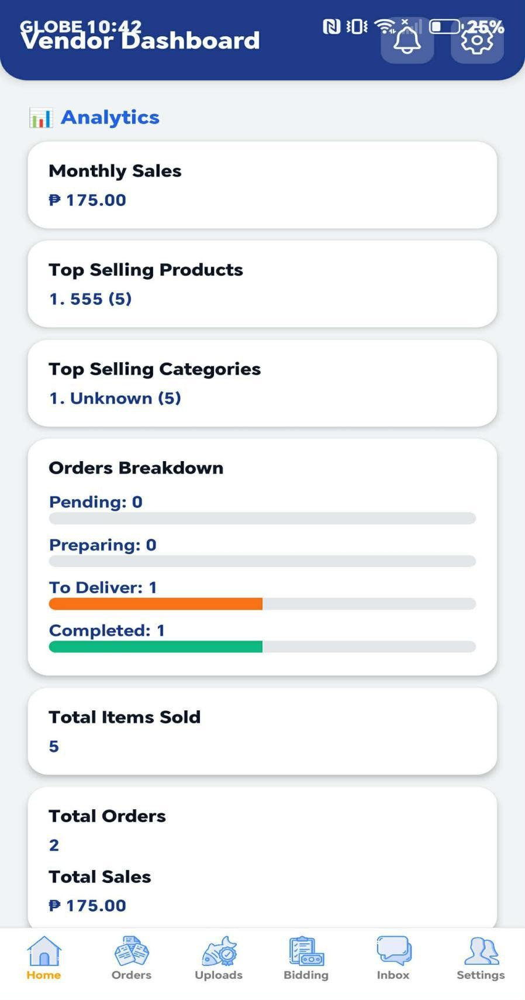 GLOBE 10:42 25%
Vendor Dashboard
Analytics
Monthly Sales
₱ 175.00
Top Selling Products
1. 555 (5)
Top Selling Categories
1. Unknown (5)
Orders Breakdown
Pending: 0
Preparing: 0
To Deliver: 1
Completed: 1
Total Items Sold
5
Total Orders
2
Total Sales
₱ 175.00
Home Orders Uploads Bidding Inbox Settings